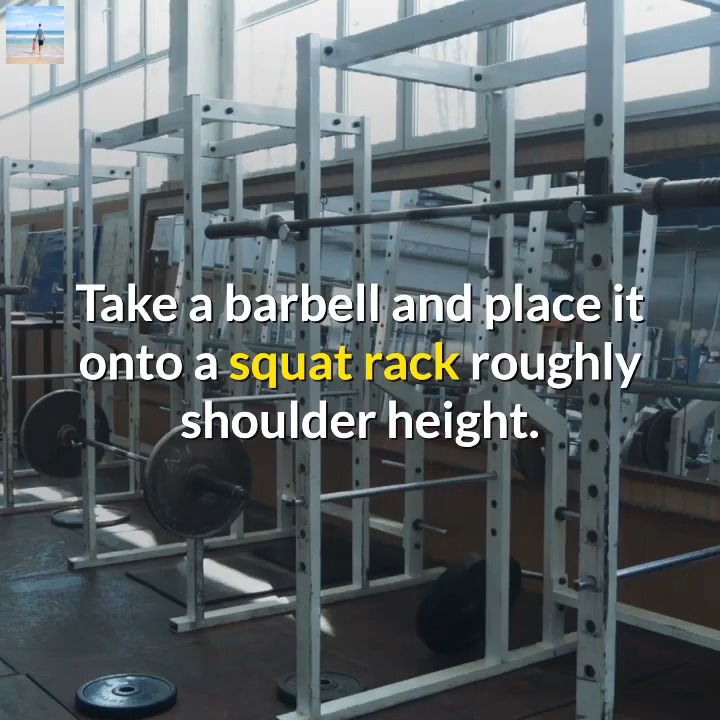 Take a barbell and place it
onto a squat rack roughly
shoulder height.